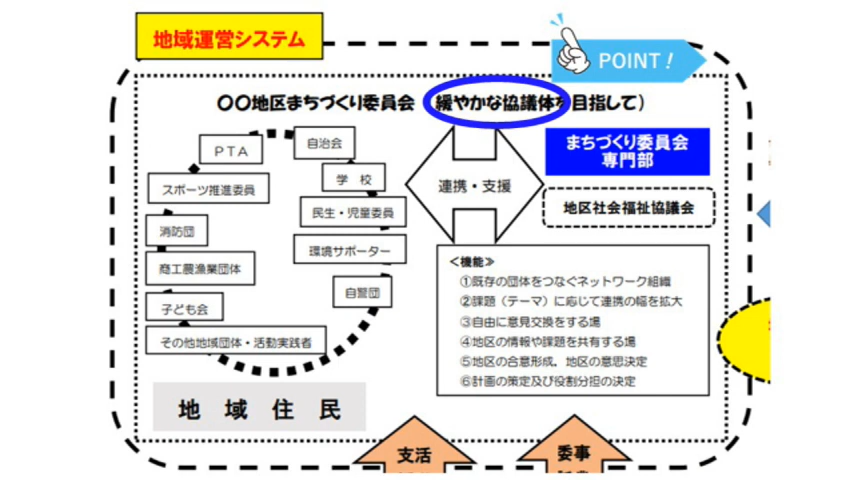 地域運営システム
POINT！
〇〇地区まちづくり委員会（緩やかな協議体を目指して）
PTA
自治会
スポーツ推進委員
学　校
消防団
民生・児童委員
商工農漁業団体
環境サポーター
子ども会
自警団
その他地域団体・活動実践者
地　域　住　民
連携・支援
まちづくり委員会
専門部
地区社会福祉協議会
＜機能≫
①既存の団体をつなぐネットワーク組織
②課題（テーマ）に応じて連携の幅を拡大
③自由に意見交換をする場
④地区の情報や課題を共有する場
⑤地区の合意形成。地区の意思決定
⑥計画の策定及び役割分担の決定
支活
委事